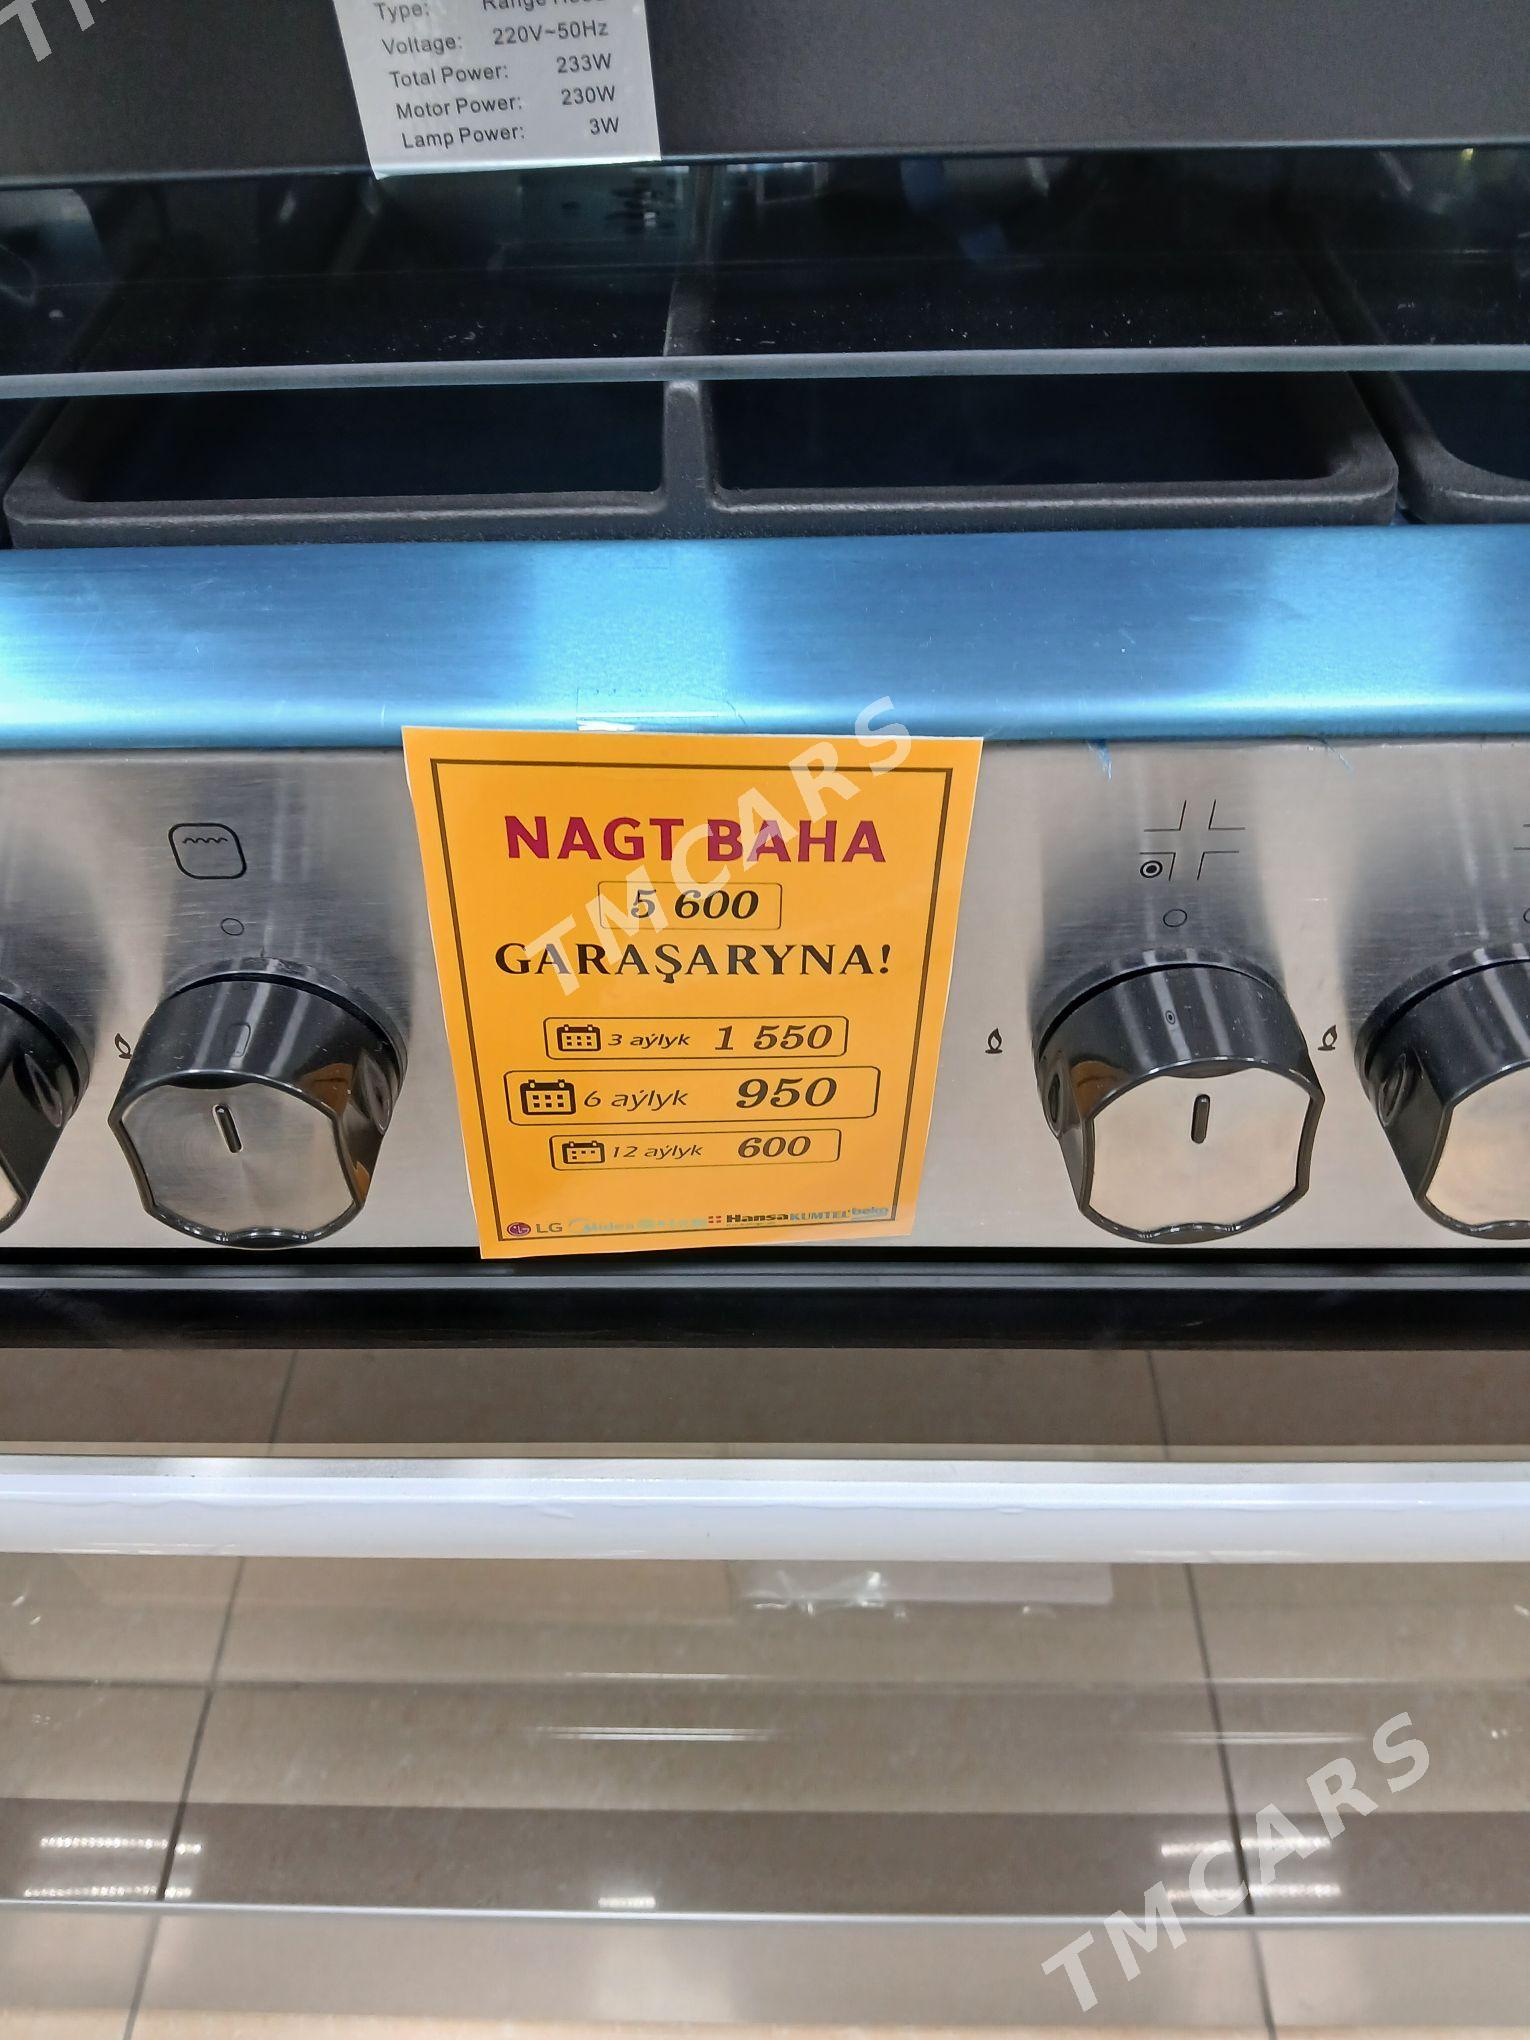 Type:
Voltage: 220V~50Hz
Total Power: 233W
Motor Power: 230W
Lamp Power: 3W
NAGT BAHA
5 600
GARAŞARYNA!
3 aýlyk 1 550
6 aýlyk 950
12 aýlyk 600
LG Midea Hansa KUMTEL beko
TMCARS
TMCARS